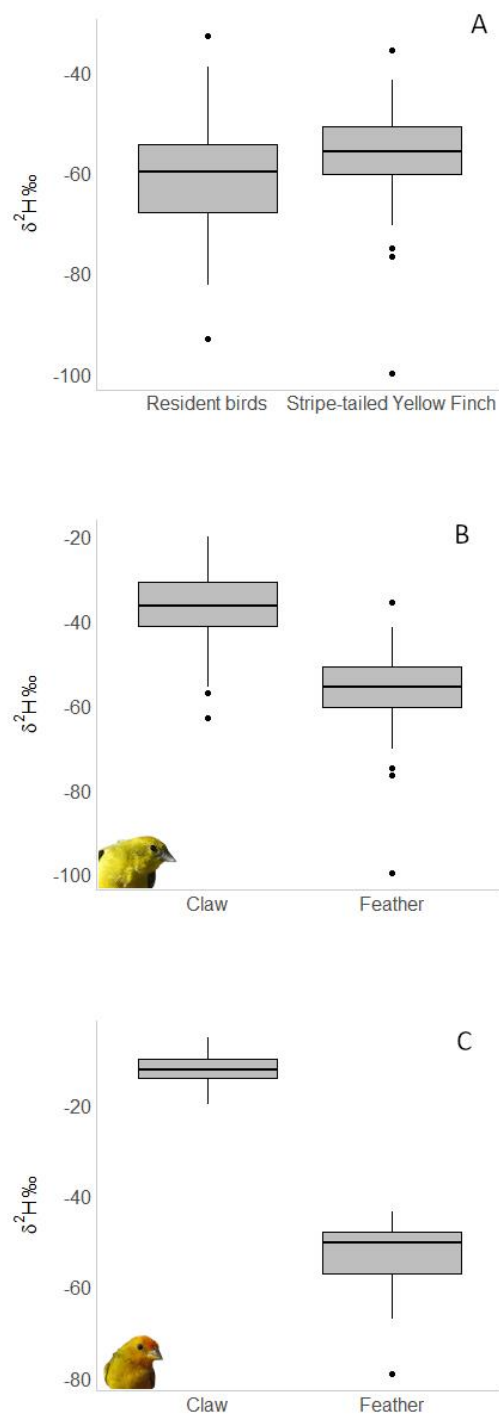 A
-40
-60
-80
-100
δ²H‰
Resident birds Stripe-tailed Yellow Finch
B
-20
-40
-60
-80
-100
δ²H‰
Claw Feather
C
-20
-40
-60
-80
δ²H‰
Claw Feather